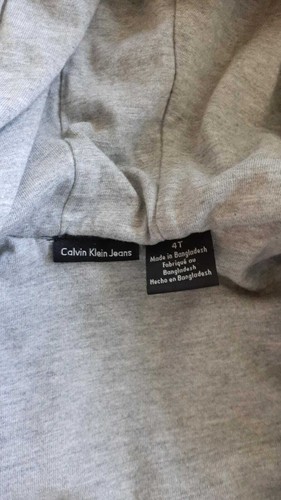 Calvin Klein Jeans
4T
Made in Bangladesh
Fabriqué au
Bangladesh
Hecho en Bangladesh